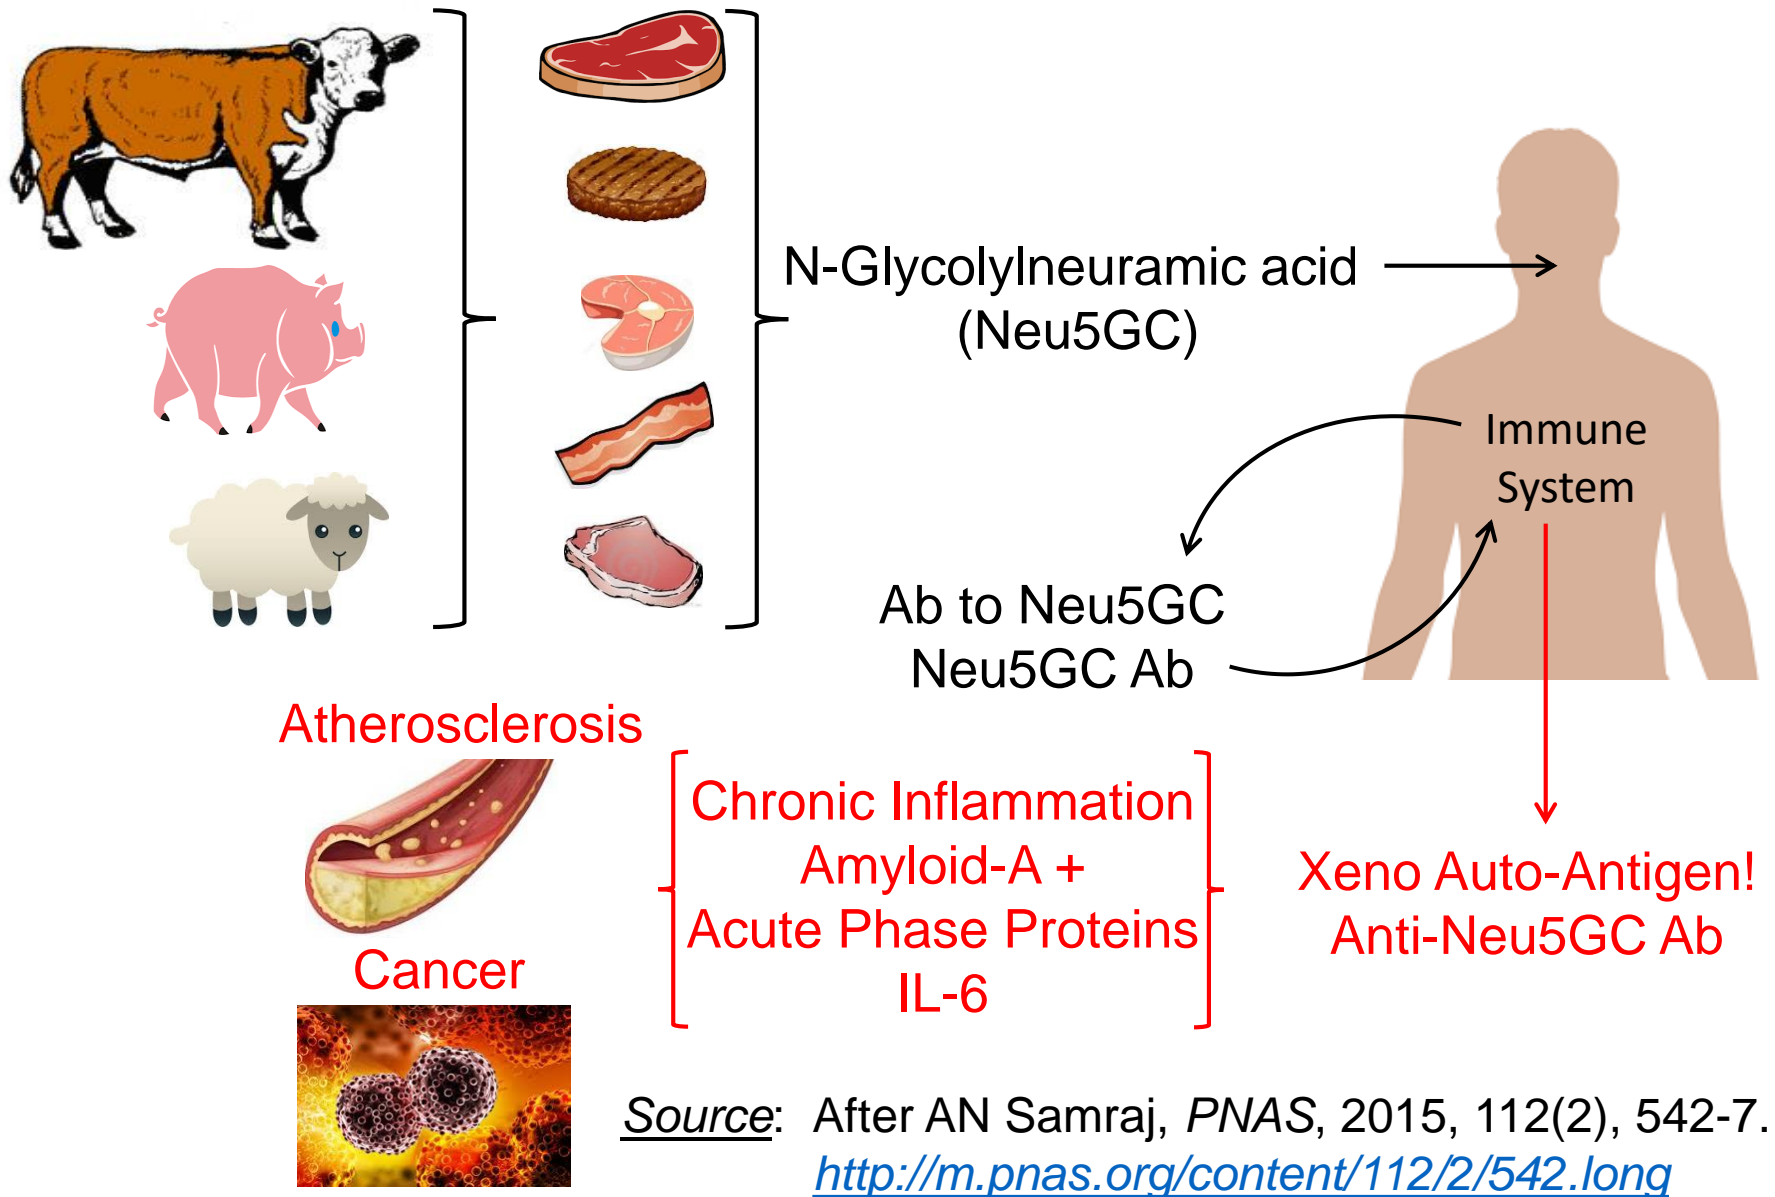 N-Glycolylneuramic acid
(Neu5GC)
Immune
System
Ab to Neu5GC
Neu5GC Ab
Atherosclerosis
Chronic Inflammation
Amyloid-A +
Acute Phase Proteins
IL-6
Xeno Auto-Antigen!
Anti-Neu5GC Ab
Cancer
Source: After AN Samraj, PNAS, 2015, 112(2), 542-7.
http://m.pnas.org/content/112/2/542.long